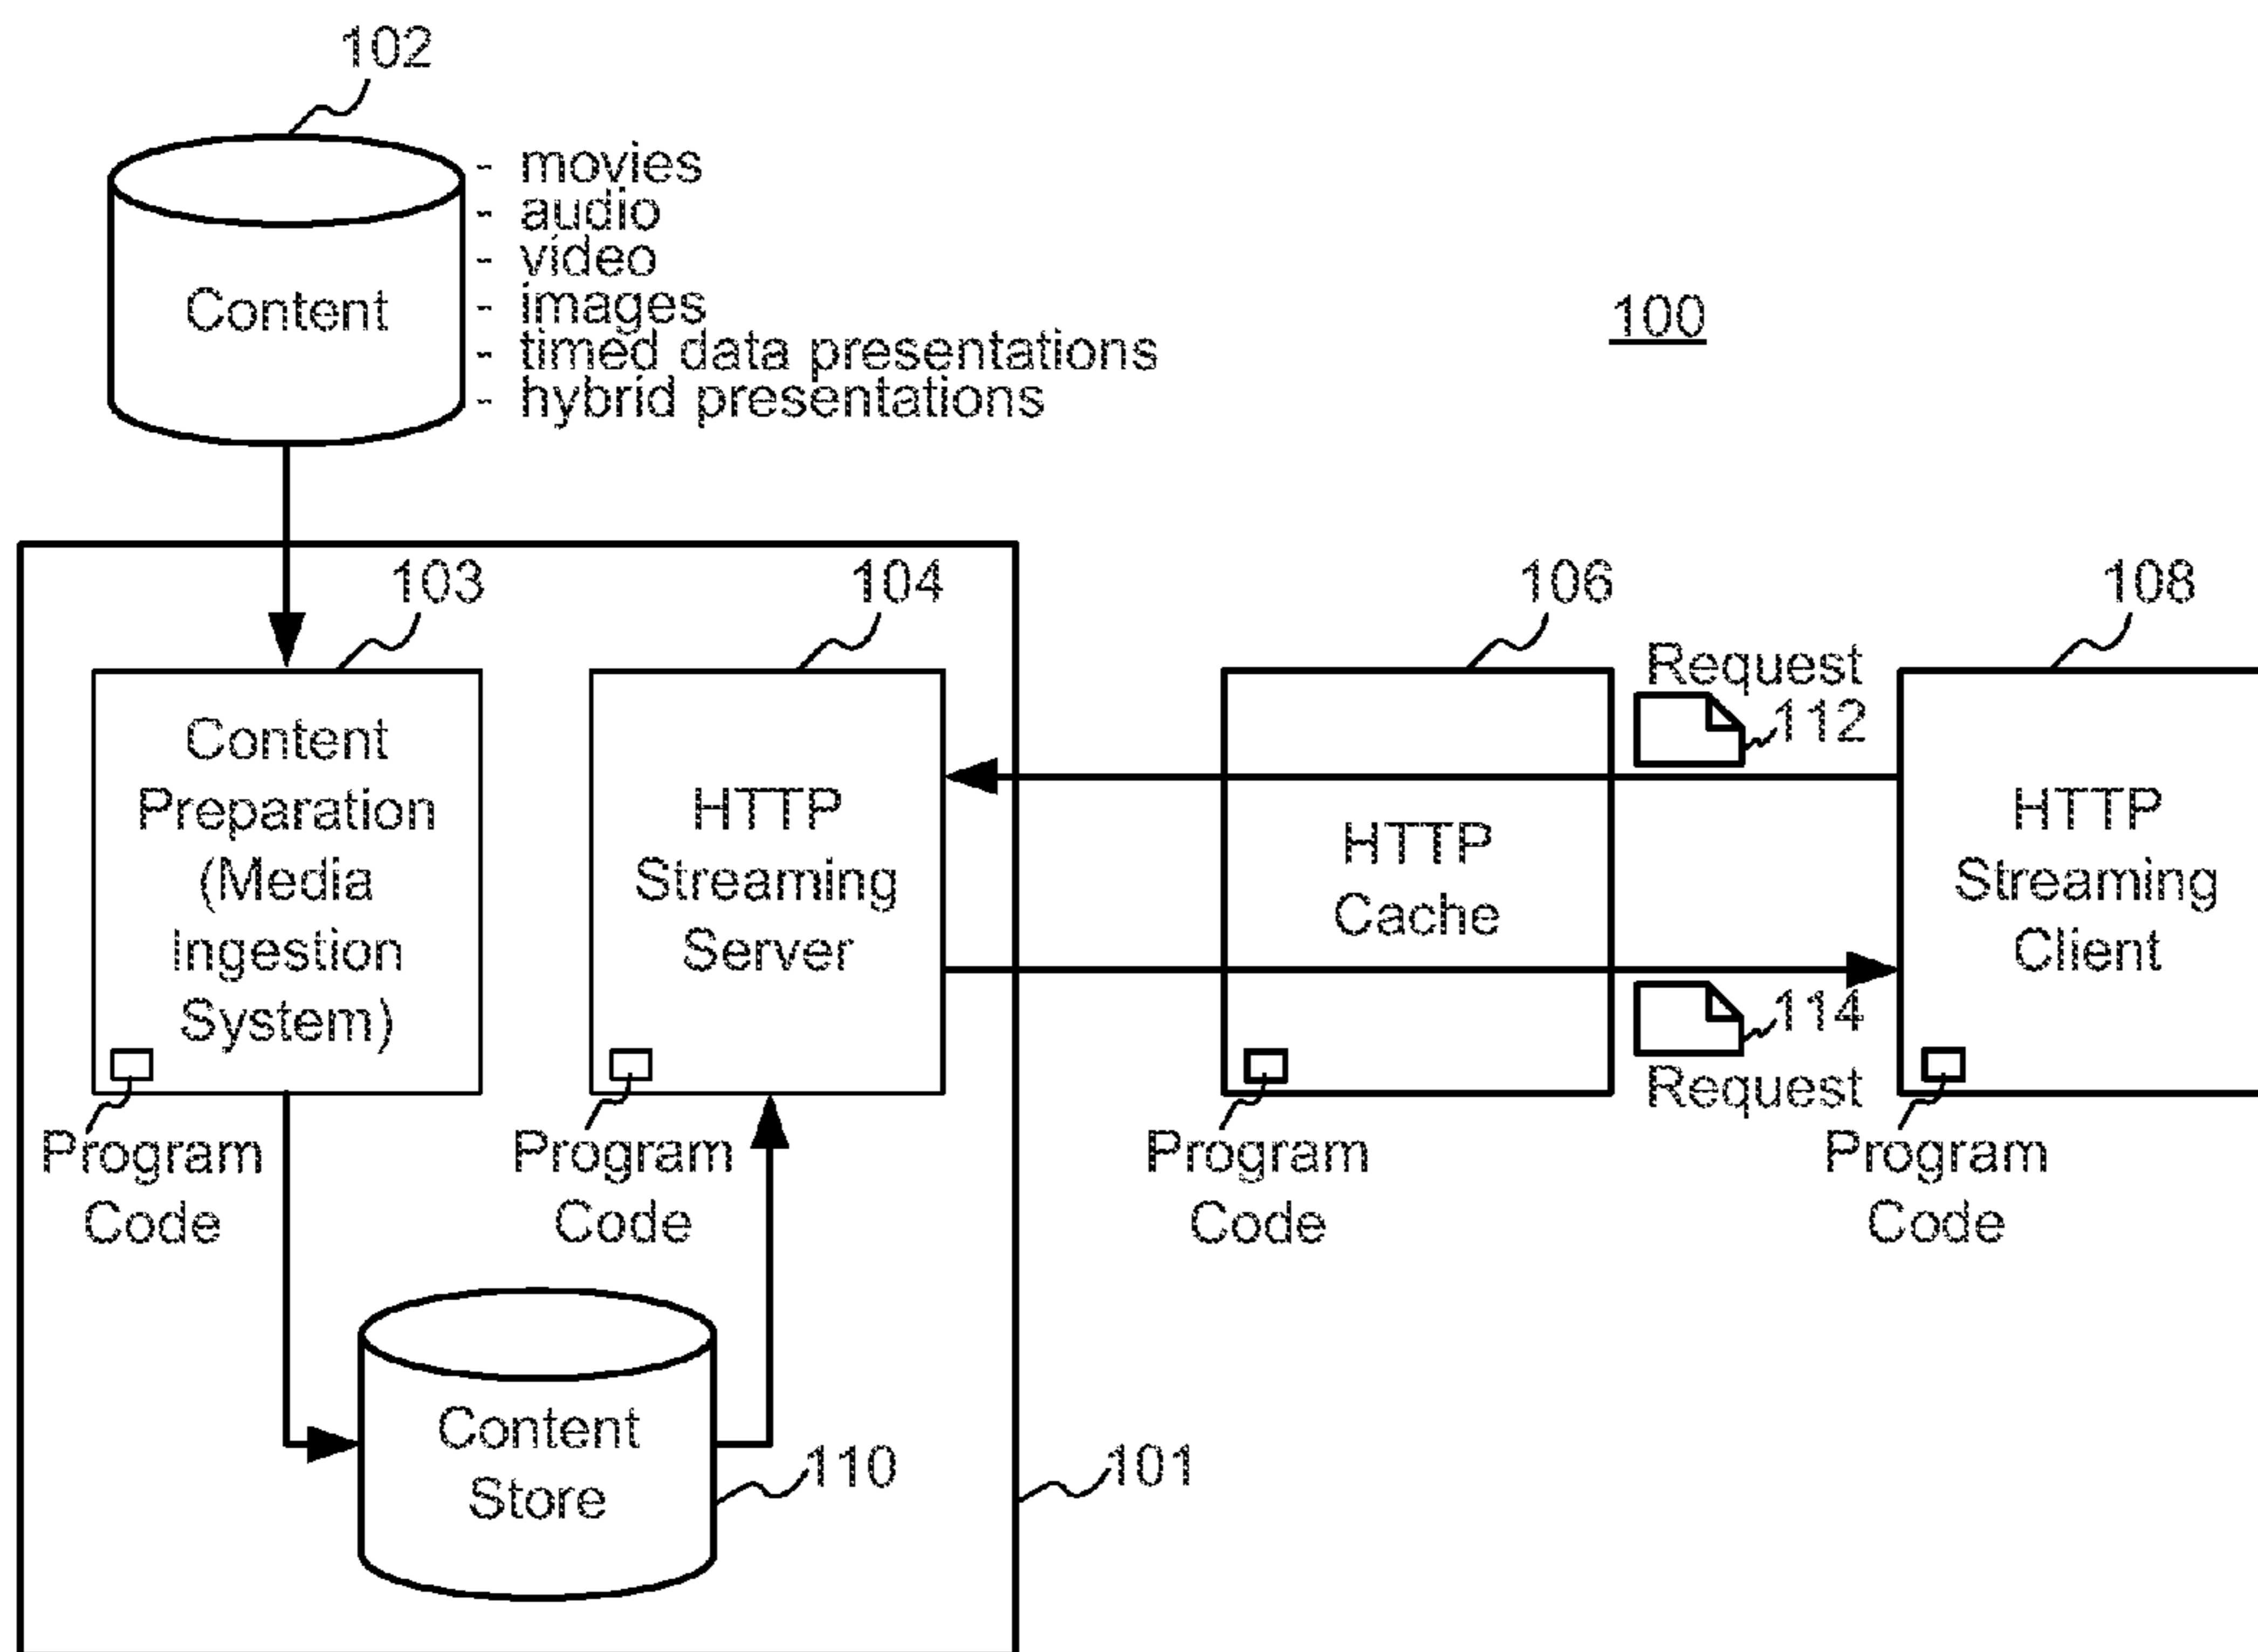 102
Content
- movies
- audio
- video
- images
- timed data presentations
- hybrid presentations
100
103
104
106
108
Content
Preparation
(Media
Ingestion
System)
HTTP
Streaming
Server
HTTP
Cache
Request
112
114
Request
HTTP
Streaming
Client
Program
Code
Program
Code
Program
Code
Program
Code
Content
Store
110
101